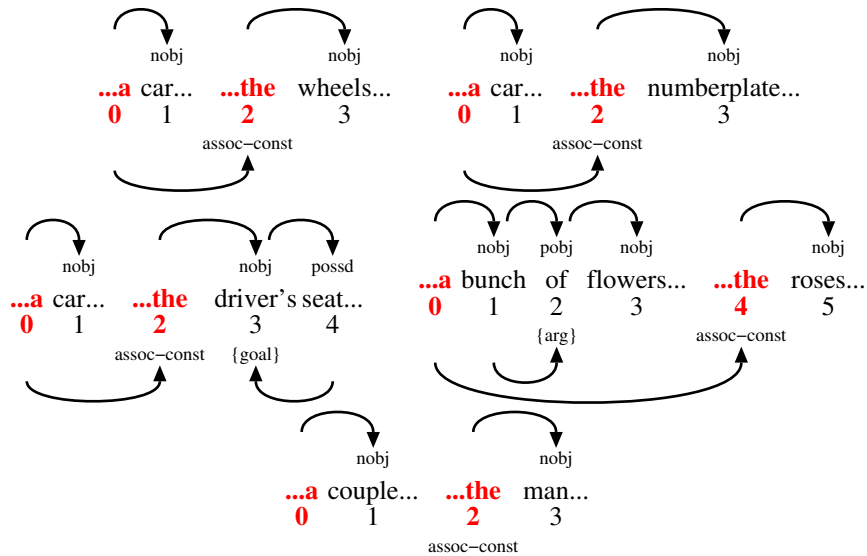 nobj nobj nobj nobj
...a car... ...the wheels... ...a car... ...the numberplate...
0 1 2 3 0 1 2 3
assoc−const assoc−const
nobj nobj possd nobj pobj nobj nobj
...a car... ...the driver's seat... ...a bunch of flowers... ...the roses...
0 1 2 3 4 0 1 2 3 4 5
assoc−const {goal} {arg} assoc−const
nobj nobj
...a couple... ...the man...
0 1 2 3
assoc−const